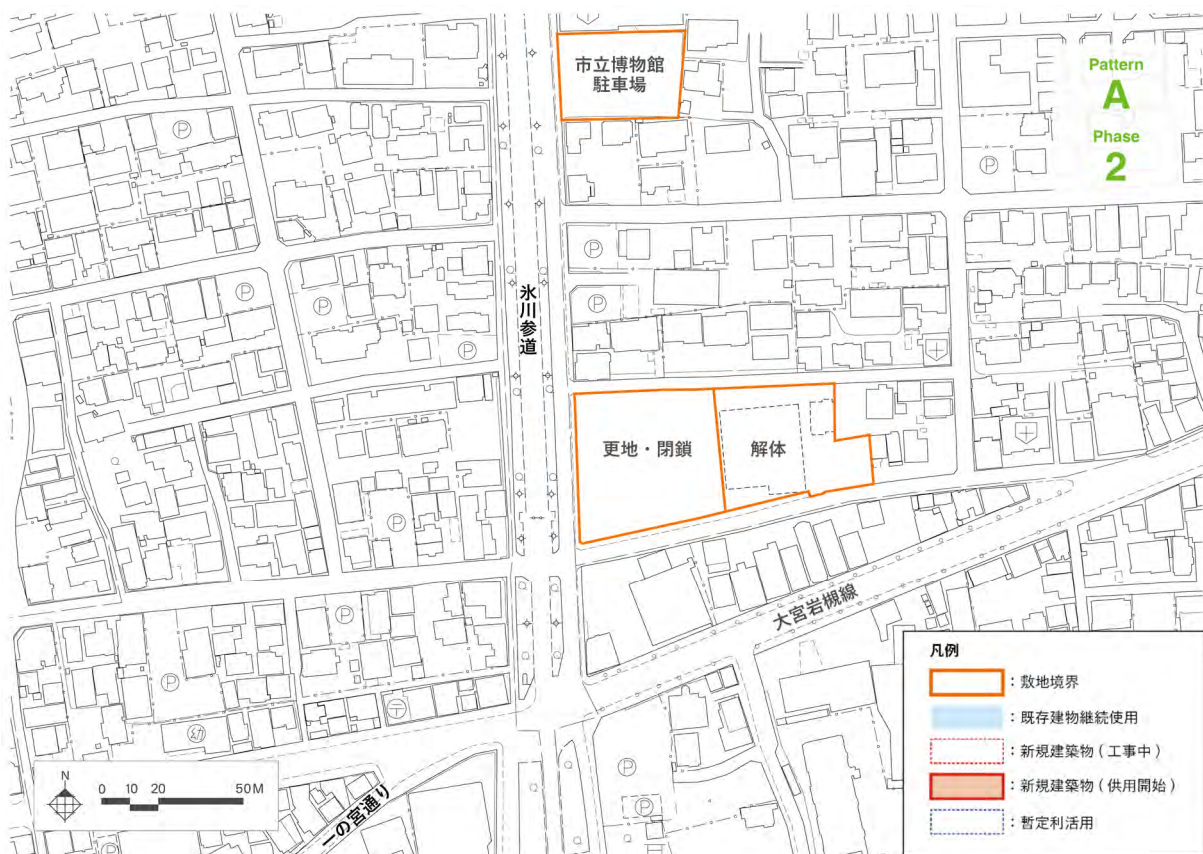 市立博物館
駐車場
Pattern
A
Phase
2
P
P
P
P
氷川参道
P
P
P
更地・閉鎖
解体
P
大宮岩槻線
P
P
〒
幼
P
P
一の宮通り
N
0 10 20 50M
凡例
：敷地境界
：既存建物継続使用
：新規建築物（工事中）
：新規建築物（供用開始）
：暫定利活用